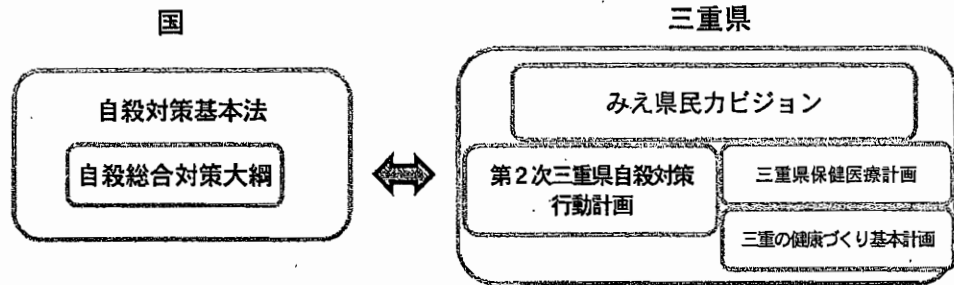 国
三重県
自殺対策基本法
自殺総合対策大綱
みえ県民力ビジョン
第2次三重県自殺対策
行動計画
三重県保健医療計画
三重の健康づくり基本計画